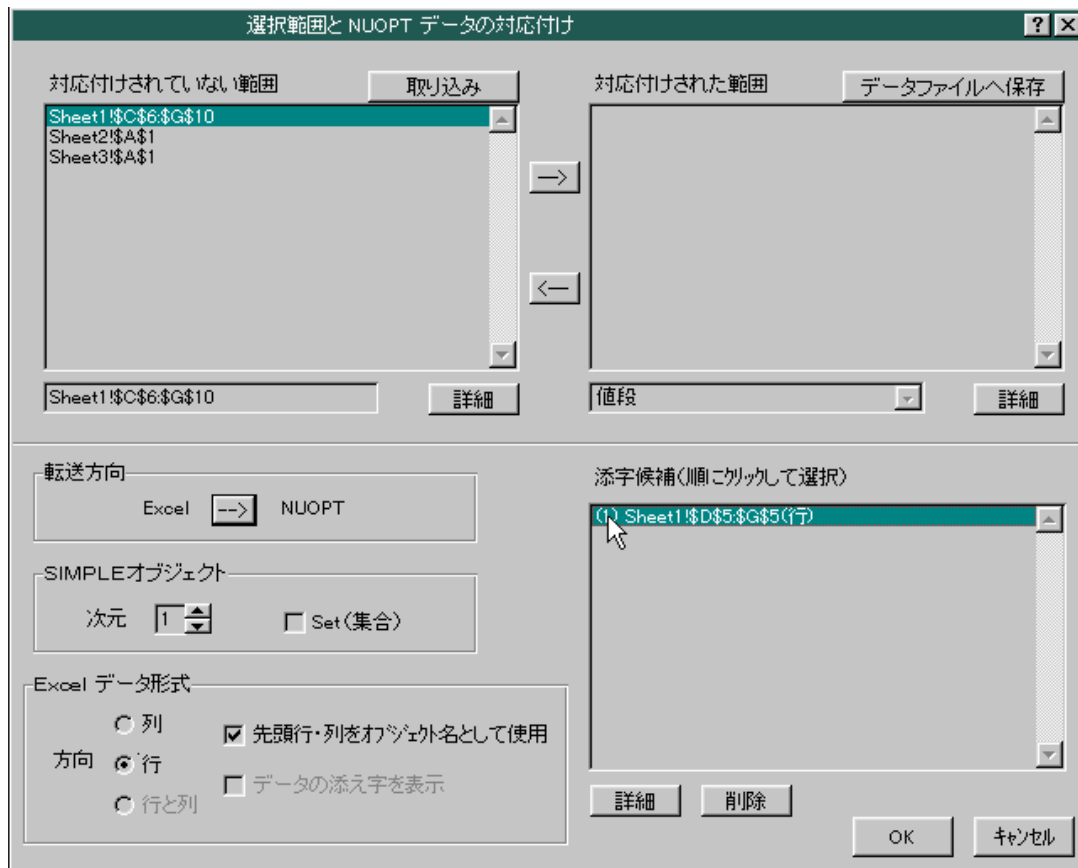 選択範囲と NUOPT データの対応付け
対応付けされていない範囲
取り込み
Sheet1!$C$6:$G$10
Sheet2!$A$1
Sheet3!$A$1
Sheet1!$C$6:$G$10
詳細
-->
<--
対応付けされた範囲
データファイルへ保存
値段
詳細
転送方向
Excel --> NUOPT
SIMPLEオブジェクト
次元 1 Set(集合)
Excel データ形式
方向
列
行
行と列
先頭行・列をオブジェクト名として使用
データの添え字を表示
添字候補(順にクリックして選択)
(1) Sheet1!$D$5:$G$5(行)
詳細 削除
OK キャンセル